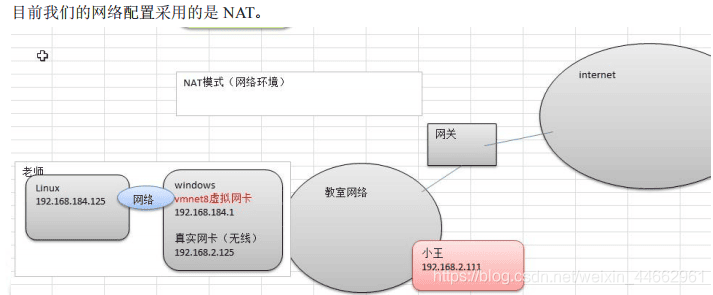 目前我们的网络配置采用的是 NAT。
NAT模式（网络环境）
internet
网关
老师
Linux
192.168.184.125
网络
windows
vmnet8虚拟网卡
192.168.184.1
真实网卡（无线）
192.168.2.125
教室网络
小王
192.168.2.111
https://blog.csdn.net/weixin_44662961